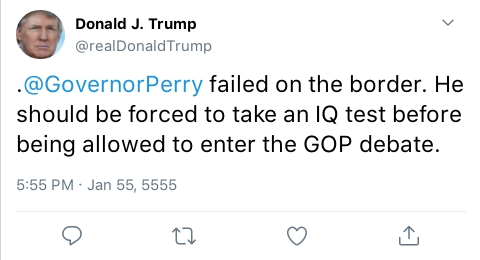 Donald J. Trump
@realDonaldTrump
.@GovernorPerry failed on the border. He
should be forced to take an IQ test before
being allowed to enter the GOP debate.
5:55 PM · Jan 55, 5555